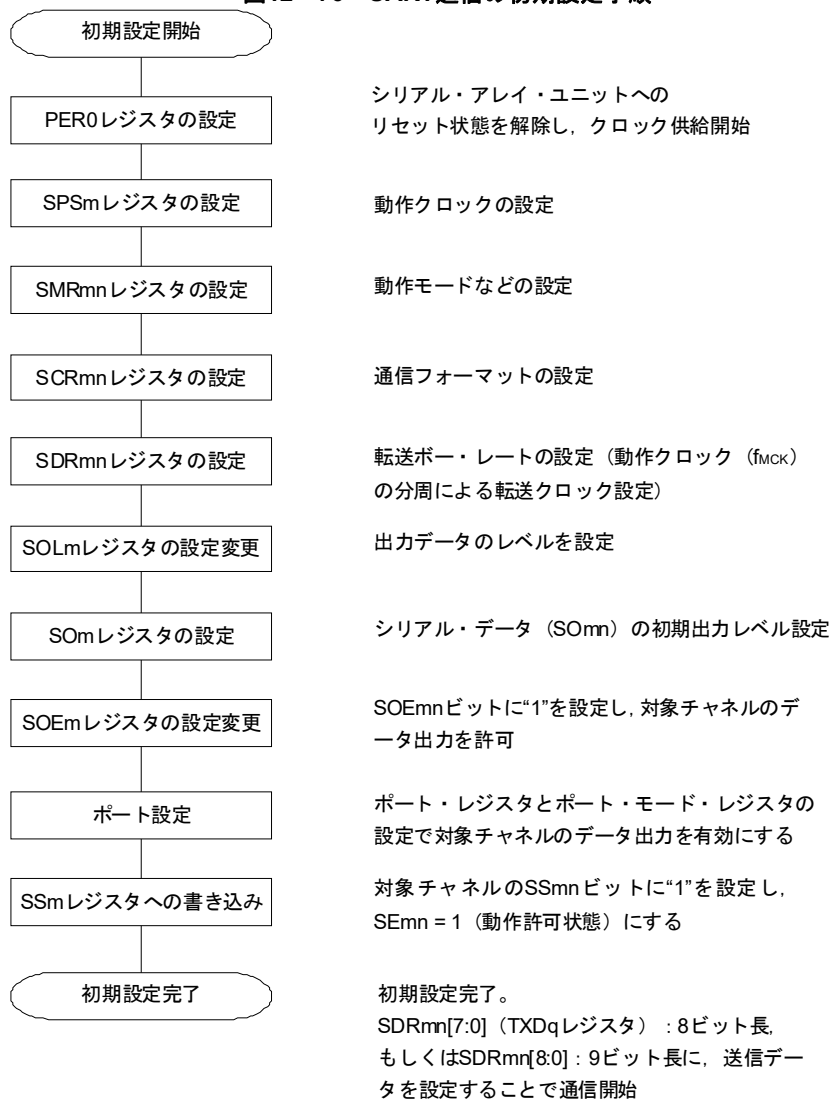 初期設定開始
PER0レジスタの設定
シリアル・アレイ・ユニットへの
リセット状態を解除し，クロック供給開始
SPSmレジスタの設定
動作クロックの設定
SMRmnレジスタの設定
動作モードなどの設定
SCRmnレジスタの設定
通信フォーマットの設定
SDRmnレジスタの設定
転送ボー・レートの設定（動作クロック（fMCK）
の分周による転送クロック設定）
SOLmレジスタの設定変更
出力データのレベルを設定
SOmレジスタの設定
シリアル・データ（SOmn）の初期出力レベル設定
SOEmレジスタの設定変更
SOEmnビットに“1”を設定し，対象チャネルのデ
ータ出力を許可
ポート設定
ポート・レジスタとポート・モード・レジスタの
設定で対象チャネルのデータ出力を有効にする
SSmレジスタへの書き込み
対象チャネルのSSmnビットに“1”を設定し，
SEmn = 1（動作許可状態）にする
初期設定完了
初期設定完了。
SDRmn[7:0]（TXDqレジスタ）：8ビット長，
もしくはSDRmn[8:0]：9ビット長に，送信デー
タを設定することで通信開始